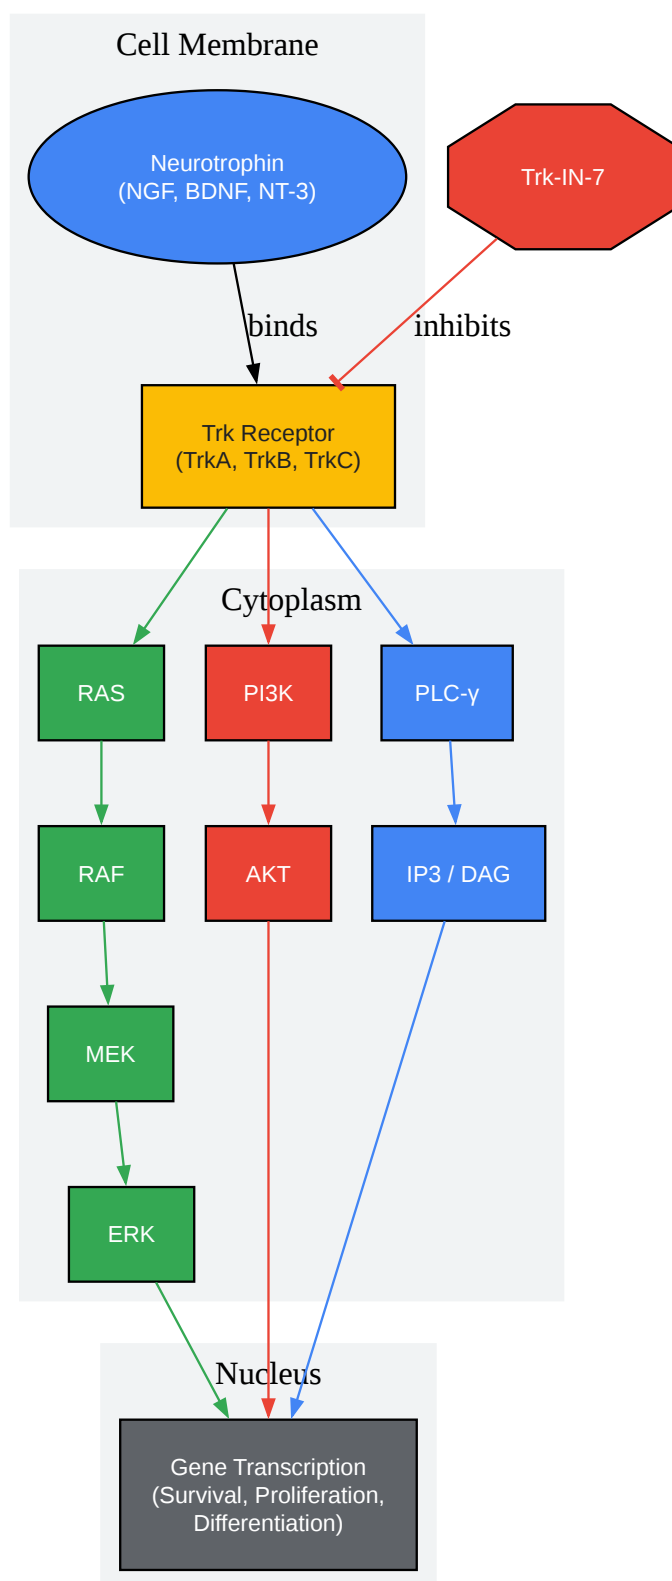 Cell Membrane
Neurotrophin
(NGF, BDNF, NT-3)
Trk-IN-7
binds
inhibits
Trk Receptor
(TrkA, TrkB, TrkC)
Cytoplasm
RAS
PI3K
PLC-γ
RAF
AKT
IP3 / DAG
MEK
ERK
Nucleus
Gene Transcription
(Survival, Proliferation,
Differentiation)